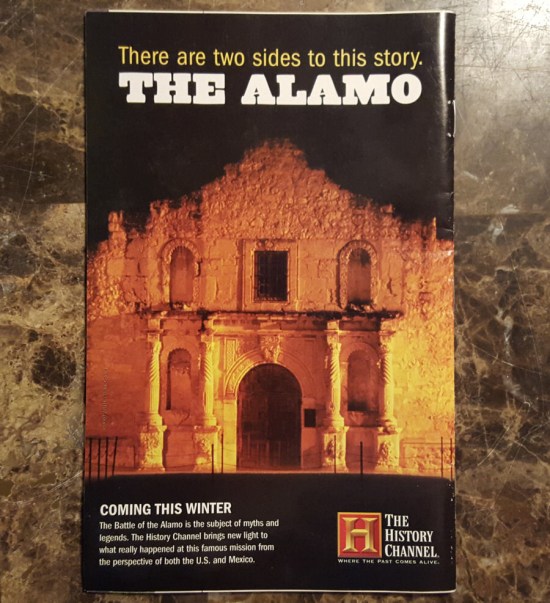 There are two sides to this story.
THE ALAMO
COMING THIS WINTER
The Battle of the Alamo is the subject of myths and
legends. The History Channel brings new light to
what really happened at this famous mission from
the perspective of both the U.S. and Mexico.
H
THE
HISTORY
CHANNEL.
WHERE THE PAST COMES ALIVE.